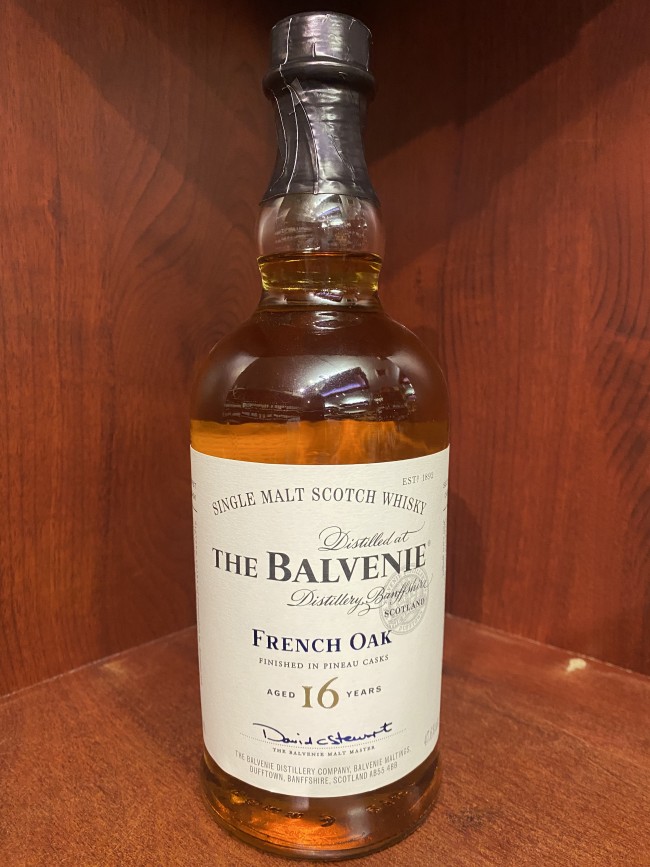 ESTD 1892
SINGLE MALT SCOTCH WHISKY
Distilled at
THE BALVENIE®
Distillery, Banffshire
SCOTLAND
FRENCH OAK
FINISHED IN PINEAU CASKS
AGED 16 YEARS
David C Stewart
THE BALVENIE MALT MASTER
THE BALVENIE DISTILLERY COMPANY, BALVENIE MALTINGS,
DUFFTOWN, BANFFSHIRE, SCOTLAND AB55 4BB